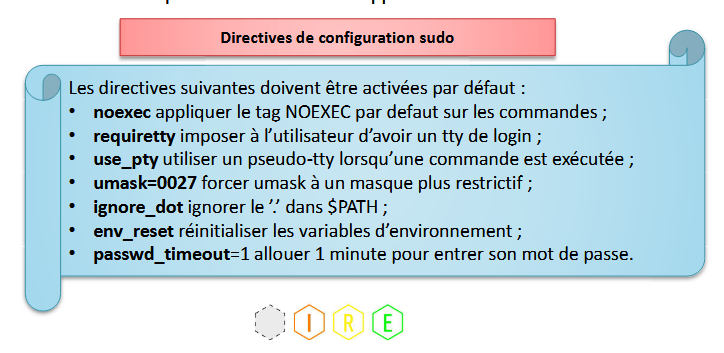 Directives de configuration sudo
Les directives suivantes doivent être activées par défaut :
• noexec appliquer le tag NOEXEC par defaut sur les commandes ;
• requiretty imposer à l’utilisateur d’avoir un tty de login ;
• use_pty utiliser un pseudo-tty lorsqu’une commande est exécutée ;
• umask=0027 forcer umask à un masque plus restrictif ;
• ignore_dot ignorer le ’.’ dans $PATH ;
• env_reset réinitialiser les variables d’environnement ;
• passwd_timeout=1 allouer 1 minute pour entrer son mot de passe.
I R E